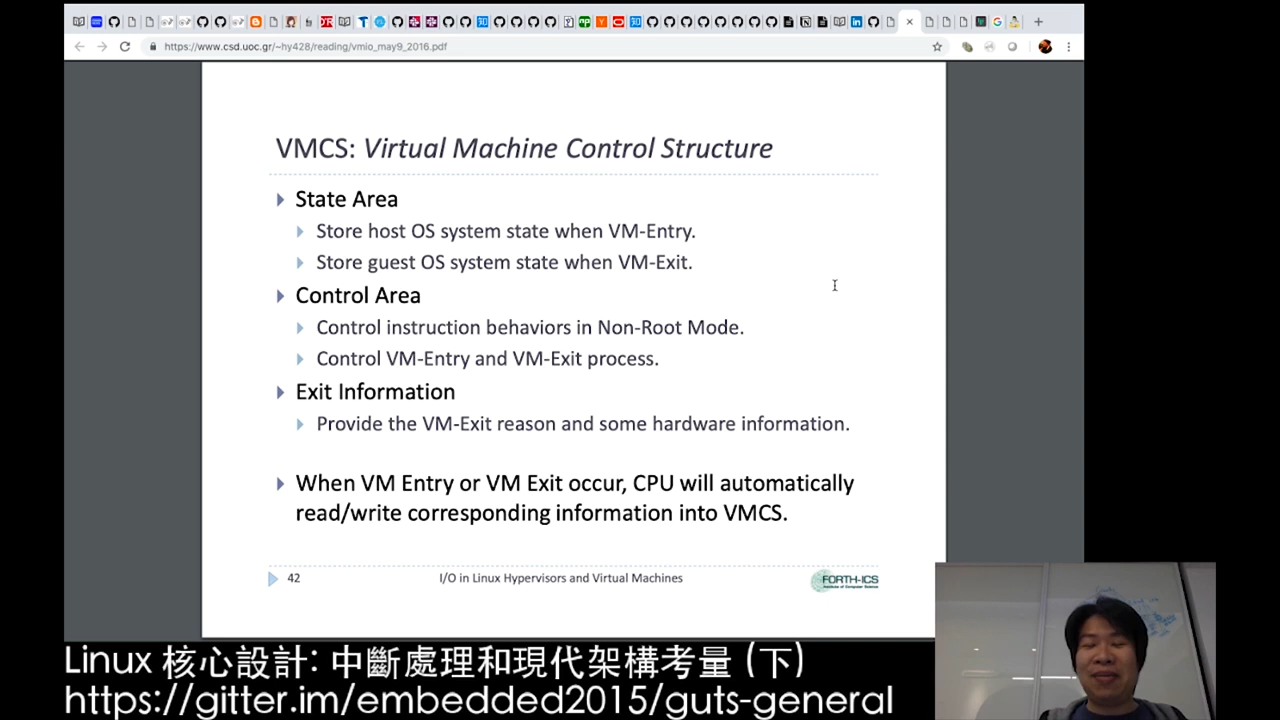 https://www.csd.uoc.gr/~hy428/reading/vmio_may9_2016.pdf
VMCS: Virtual Machine Control Structure
State Area
Store host OS system state when VM-Entry.
Store guest OS system state when VM-Exit.
Control Area
Control instruction behaviors in Non-Root Mode.
Control VM-Entry and VM-Exit process.
Exit Information
Provide the VM-Exit reason and some hardware information.
When VM Entry or VM Exit occur, CPU will automatically
read/write corresponding information into VMCS.
42 I/O in Linux Hypervisors and Virtual Machines FORTH-ICS
Institute of Computer Science
Linux 核心設計: 中斷處理和現代架構考量 (下)
https://gitter.im/embedded2015/guts-general